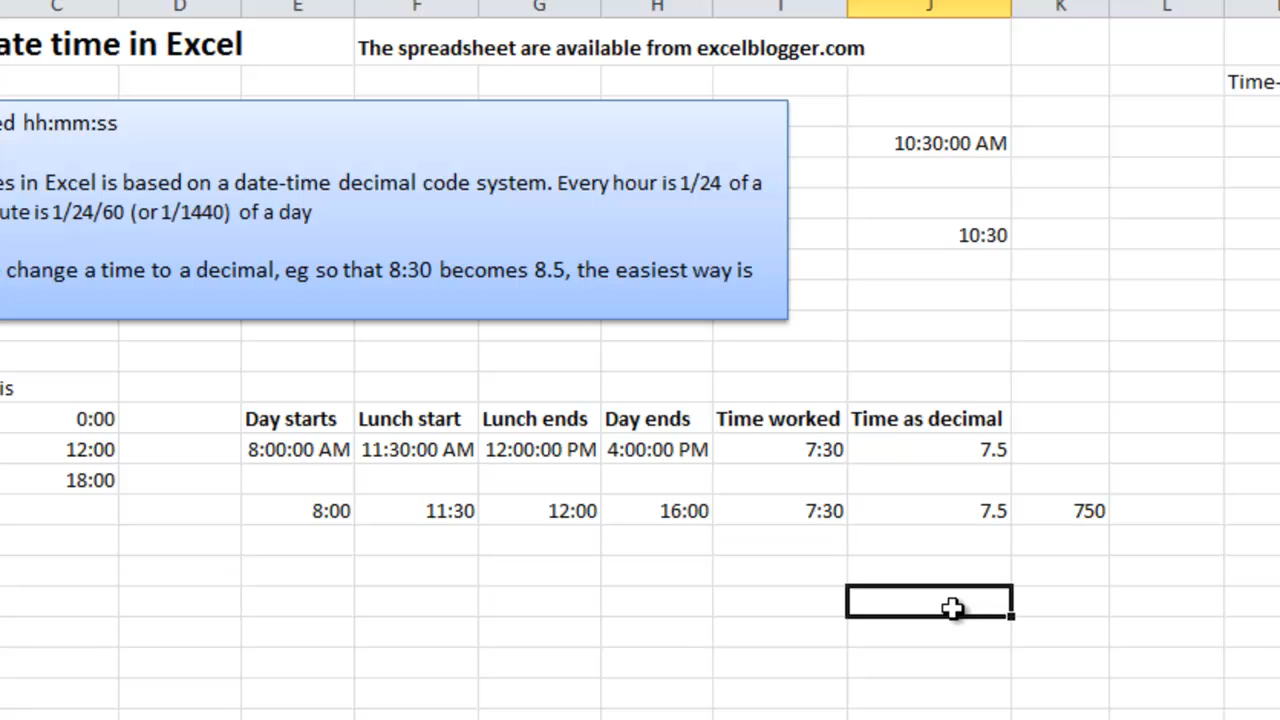 C D E F G H I J K L
ate time in Excel The spreadsheet are available from excelblogger.com
Time-
ed hh:mm:ss
10:30:00 AM
es in Excel is based on a date-time decimal code system. Every hour is 1/24 of a
ute is 1/24/60 (or 1/1440) of a day
10:30
change a time to a decimal, eg so that 8:30 becomes 8.5, the easiest way is
is
0:00 Day starts Lunch start Lunch ends Day ends Time worked Time as decimal
12:00 8:00:00 AM 11:30:00 AM 12:00:00 PM 4:00:00 PM 7:30 7.5
18:00
8:00 11:30 12:00 16:00 7:30 7.5 750